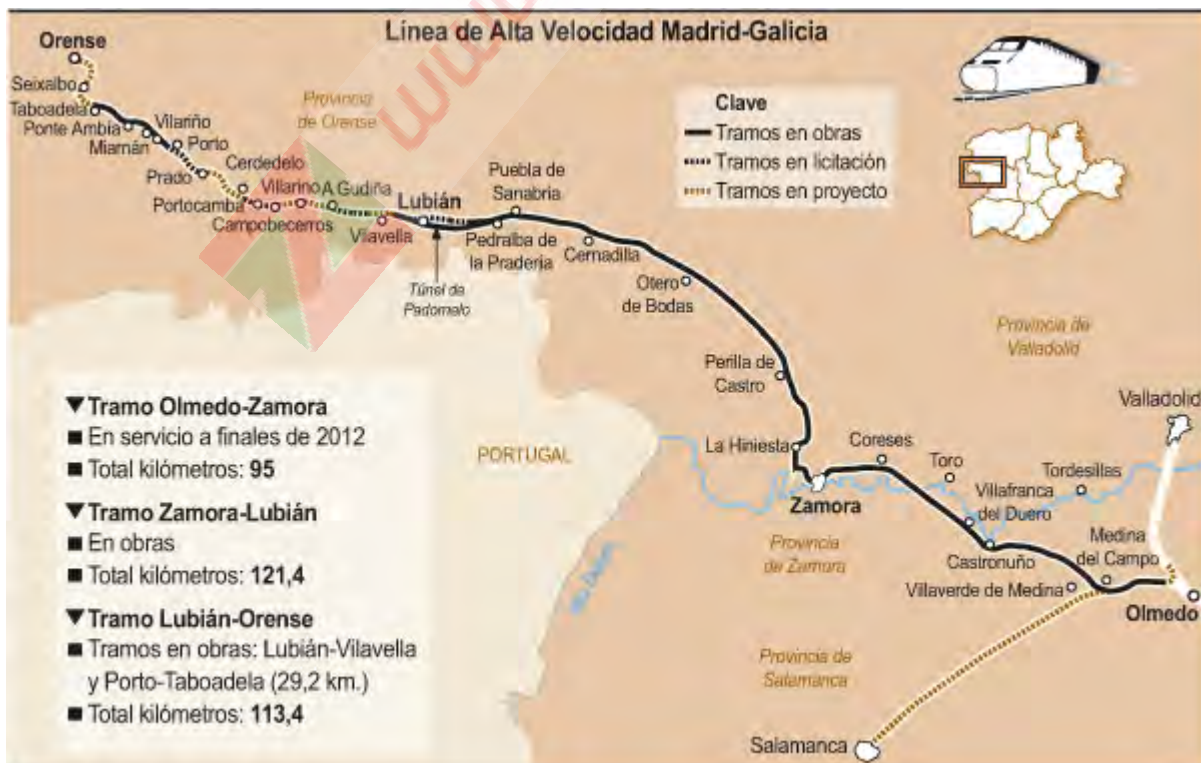 Línea de Alta Velocidad Madrid-Galicia
Orense
Seixalbo
Taboadela
Ponte Ambía
Miamán
Vilariño
Porto
Prado
Provincia
de Orense
Cerdedelo
Portocamba
Villarino
Campobecerros
A Gudiña
Vilavella
Lubián
Túnel de
Padornelo
Puebla de
Sanabria
Pedralba de
la Pradería
Cernadilla
Otero
de Bodas
Perilla de
Castro
La Hiniesta
Zamora
Coreses
Toro
Villafranca
del Duero
Castronuño
Tordesillas
Medina
del Campo
Villaverde de Medina
Olmedo
Valladolid
Provincia de
Valladolid
Provincia
de Zamora
Provincia de
Salamanca
Salamanca
PORTUGAL
Río Duero
Clave
Tramos en obras
Tramos en licitación
Tramos en proyecto
Tramo Olmedo-Zamora
En servicio a finales de 2012
Total kilómetros: 95
Tramo Zamora-Lubián
En obras
Total kilómetros: 121,4
Tramo Lubián-Orense
Tramos en obras: Lubián-Vilavella
y Porto-Taboadela (29,2 km.)
Total kilómetros: 113,4
www